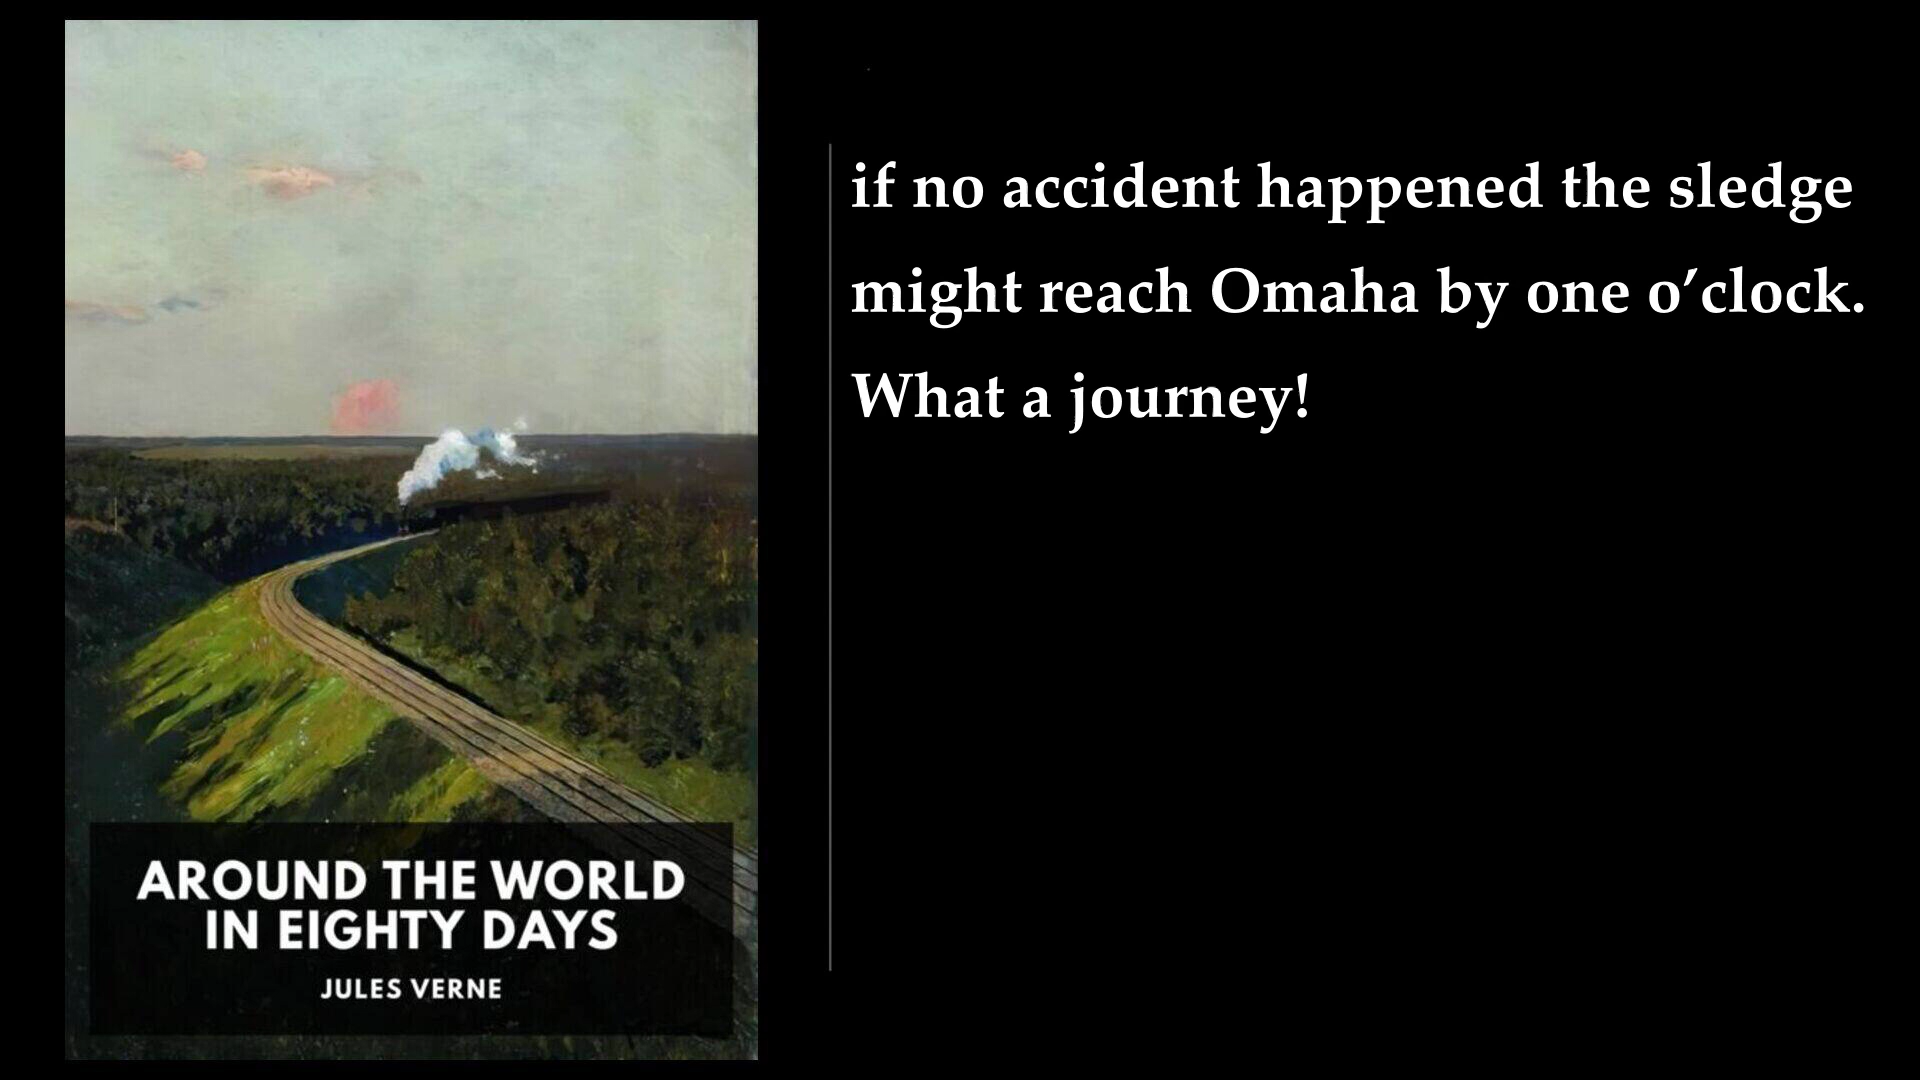 if no accident happened the sledge
might reach Omaha by one o’clock.
What a journey!
AROUND THE WORLD
IN EIGHTY DAYS
JULES VERNE